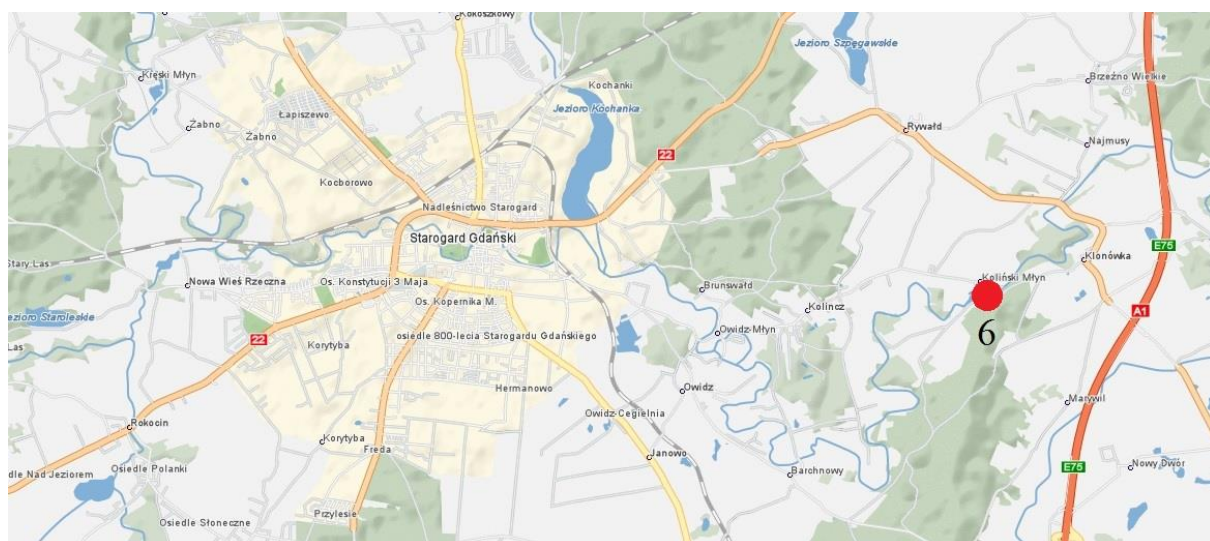 Kokoszkowy
Jezioro Szpęgawskie
Kręski Młyn
Brzeźno Wielkie
Kochanki
Łapiszewo
Jezioro Kochanka
Żabno
Żabno
Rywałd
Najmusy
22
Kocborowo
Nadleśnictwo Starogard
Starogard Gdański
E75
Stary Las
Klonówka
Nowa Wieś Rzeczna
Os. Konstytucji 3 Maja
Brunswałd
Koliński Młyn
Os. Kopernika M.
Kolincz
A1
Jezioro Staroleskie
6
22
osiedle 800-lecia Starogardu Gdańskiego
Owidz-Młyn
Las
Korytyba
Hermanowo
Owidz
Marywil
Owidz-Cegielnia
Rokocin
Korytyba
Freda
Janowo
Osiedle Polanki
Barchnowy
E75
Nowy Dwór
edle Nad Jeziorem
Przylesie
Osiedle Słoneczne